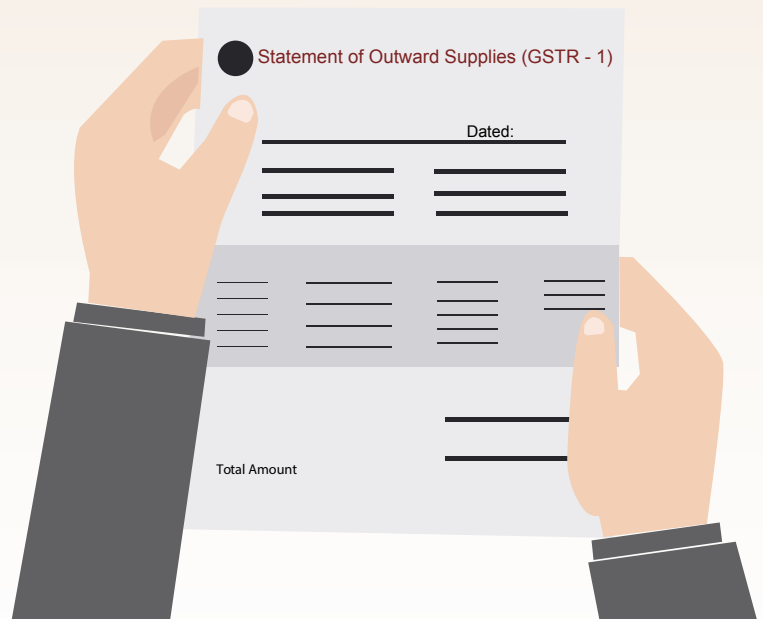 Statement of Outward Supplies (GSTR - 1)
Dated:
Total Amount